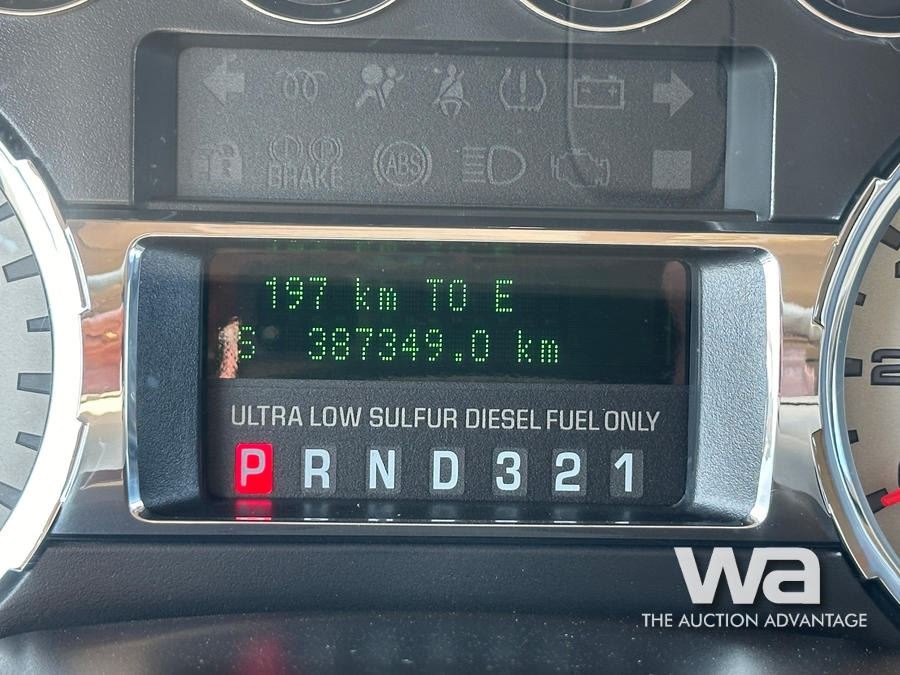 BRAKE ABS
197 km TO E
S 387349.0 km
ULTRA LOW SULFUR DIESEL FUEL ONLY
P R N D 3 2 1
2
wa
THE AUCTION ADVANTAGE